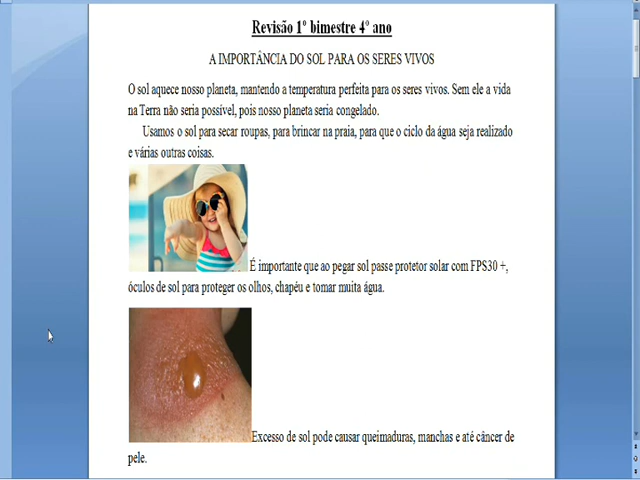 Revisão 1º bimestre 4º ano
A IMPORTÂNCIA DO SOL PARA OS SERES VIVOS
O sol aquece nosso planeta, mantendo a temperatura perfeita para os seres vivos. Sem ele a vida
na Terra não seria possível, pois nosso planeta seria congelado.
Usamos o sol para secar roupas, para brincar na praia, para que o ciclo da água seja realizado
e várias outras coisas.
É importante que ao pegar sol passe protetor solar com FPS30 +,
óculos de sol para proteger os olhos, chapéu e tomar muita água.
Excesso de sol pode causar queimaduras, manchas e até câncer de
pele.